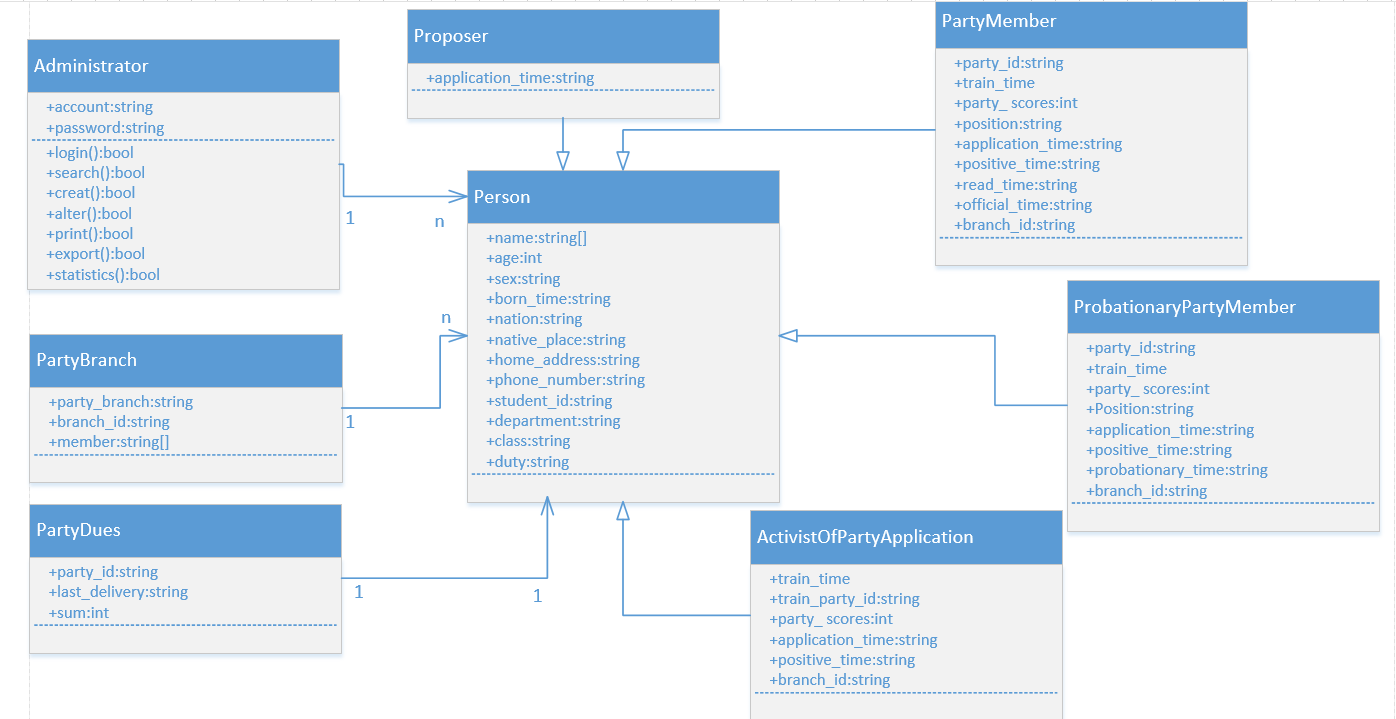 Administrator
+account:string
+password:string
+login():bool
+search():bool
+creat():bool
+alter():bool
+print():bool
+export():bool
+statistics():bool
Proposer
+application_time:string
PartyMember
+party_id:string
+train_time
+party_ scores:int
+position:string
+application_time:string
+positive_time:string
+read_time:string
+official_time:string
+branch_id:string
1
n
Person
+name:string[]
+age:int
+sex:string
+born_time:string
+nation:string
+native_place:string
+home_address:string
+phone_number:string
+student_id:string
+department:string
+class:string
+duty:string
ProbationaryPartyMember
+party_id:string
+train_time
+party_ scores:int
+Position:string
+application_time:string
+positive_time:string
+probationary_time:string
+branch_id:string
n
PartyBranch
+party_branch:string
+branch_id:string
+member:string[]
1
PartyDues
+party_id:string
+last_delivery:string
+sum:int
1
1
ActivistOfPartyApplication
+train_time
+train_party_id:string
+party_ scores:int
+application_time:string
+positive_time:string
+branch_id:string